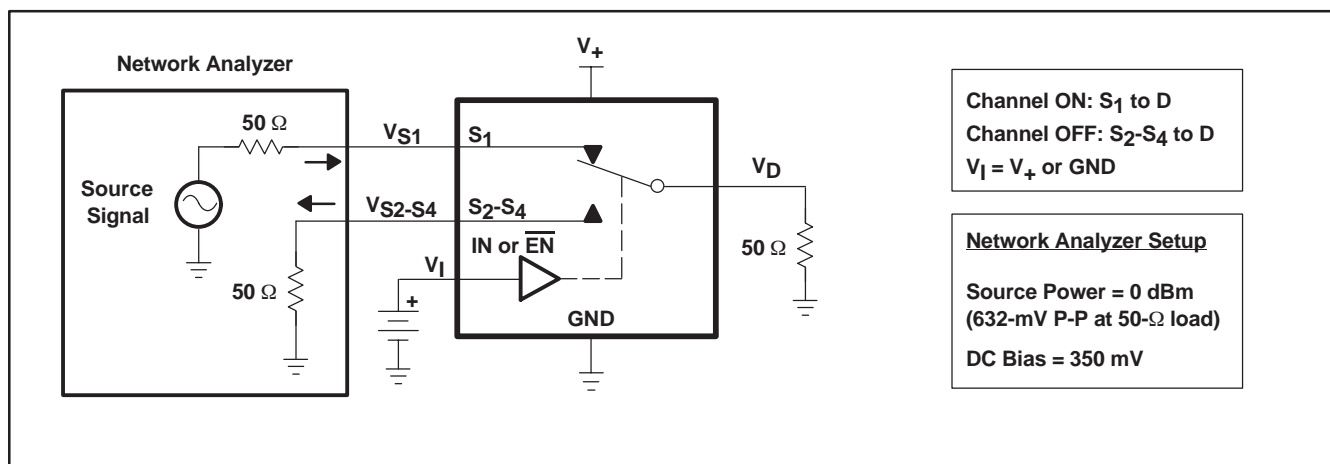 Network Analyzer
50 Ω
Source
Signal
50 Ω
VS1
VS2-S4
VI
+
V+
S1
S2-S4
IN or E̅N̅
GND
VD
50 Ω
Channel ON: S1 to D
Channel OFF: S2-S4 to D
VI = V+ or GND
Network Analyzer Setup
Source Power = 0 dBm
(632-mV P-P at 50-Ω load)
DC Bias = 350 mV